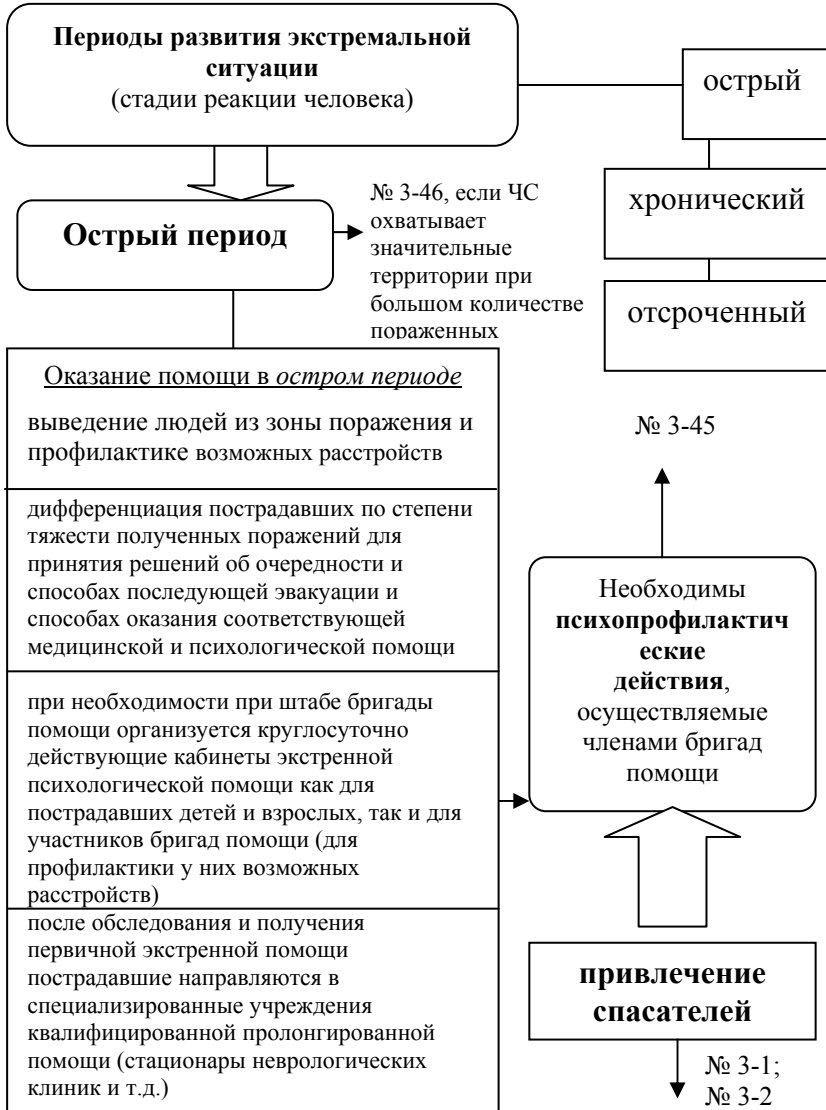 Периоды развития экстремальной
ситуации
(стадии реакции человека)
острый
хронический
отсроченный
Острый период
№ 3-46, если ЧС
охватывает
значительные
территории при
большом количестве
пораженных
Оказание помощи в остром периоде
выведение людей из зоны поражения и
профилактике возможных расстройств
дифференциация пострадавших по степени
тяжести полученных поражений для
принятия решений об очередности и
способах последующей эвакуации и
способах оказания соответствующей
медицинской и психологической помощи
при необходимости при штабе бригады
помощи организуется круглосуточно
действующие кабинеты экстренной
психологической помощи как для
пострадавших детей и взрослых, так и для
участников бригад помощи (для
профилактики у них возможных
расстройств)
после обследования и получения
первичной экстренной помощи
пострадавшие направляются в
специализированные учреждения
квалифицированной пролонгированной
помощи (стационары неврологических
клиник и т.д.)
№ 3-45
Необходимы
психопрофилактич
еские
действия,
осуществляемые
членами бригад
помощи
привлечение
спасателей
№ 3-1;
№ 3-2